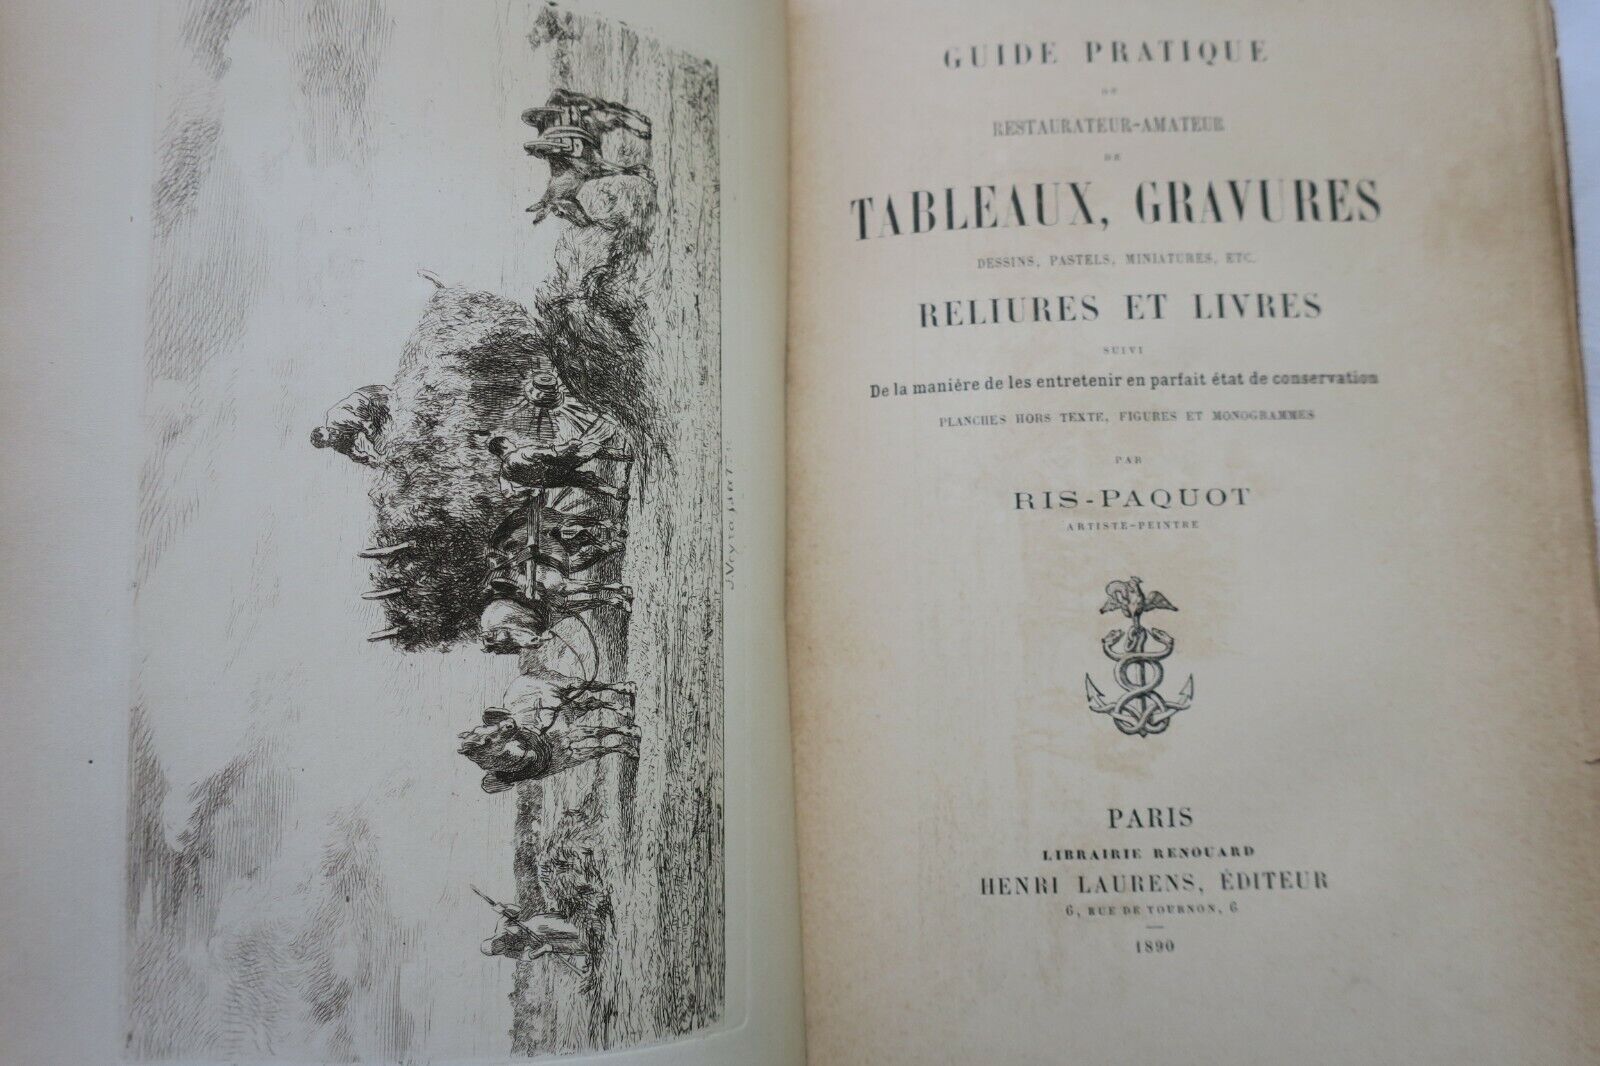 J. Veyrassat
GUIDE PRATIQUE
DU
RESTAURATEUR-AMATEUR
DE
TABLEAUX, GRAVURES
DESSINS, PASTELS, MINIATURES, ETC.
RELIURES ET LIVRES
SUIVI
De la manière de les entretenir en parfait état de conservation
PLANCHES HORS TEXTE, FIGURES ET MONOGRAMMES
PAR
RIS-PAQUOT
ARTISTE-PEINTRE
PARIS
LIBRAIRIE RENOUARD
HENRI LAURENS, ÉDITEUR
6, RUE DE TOURNON, 6
1890